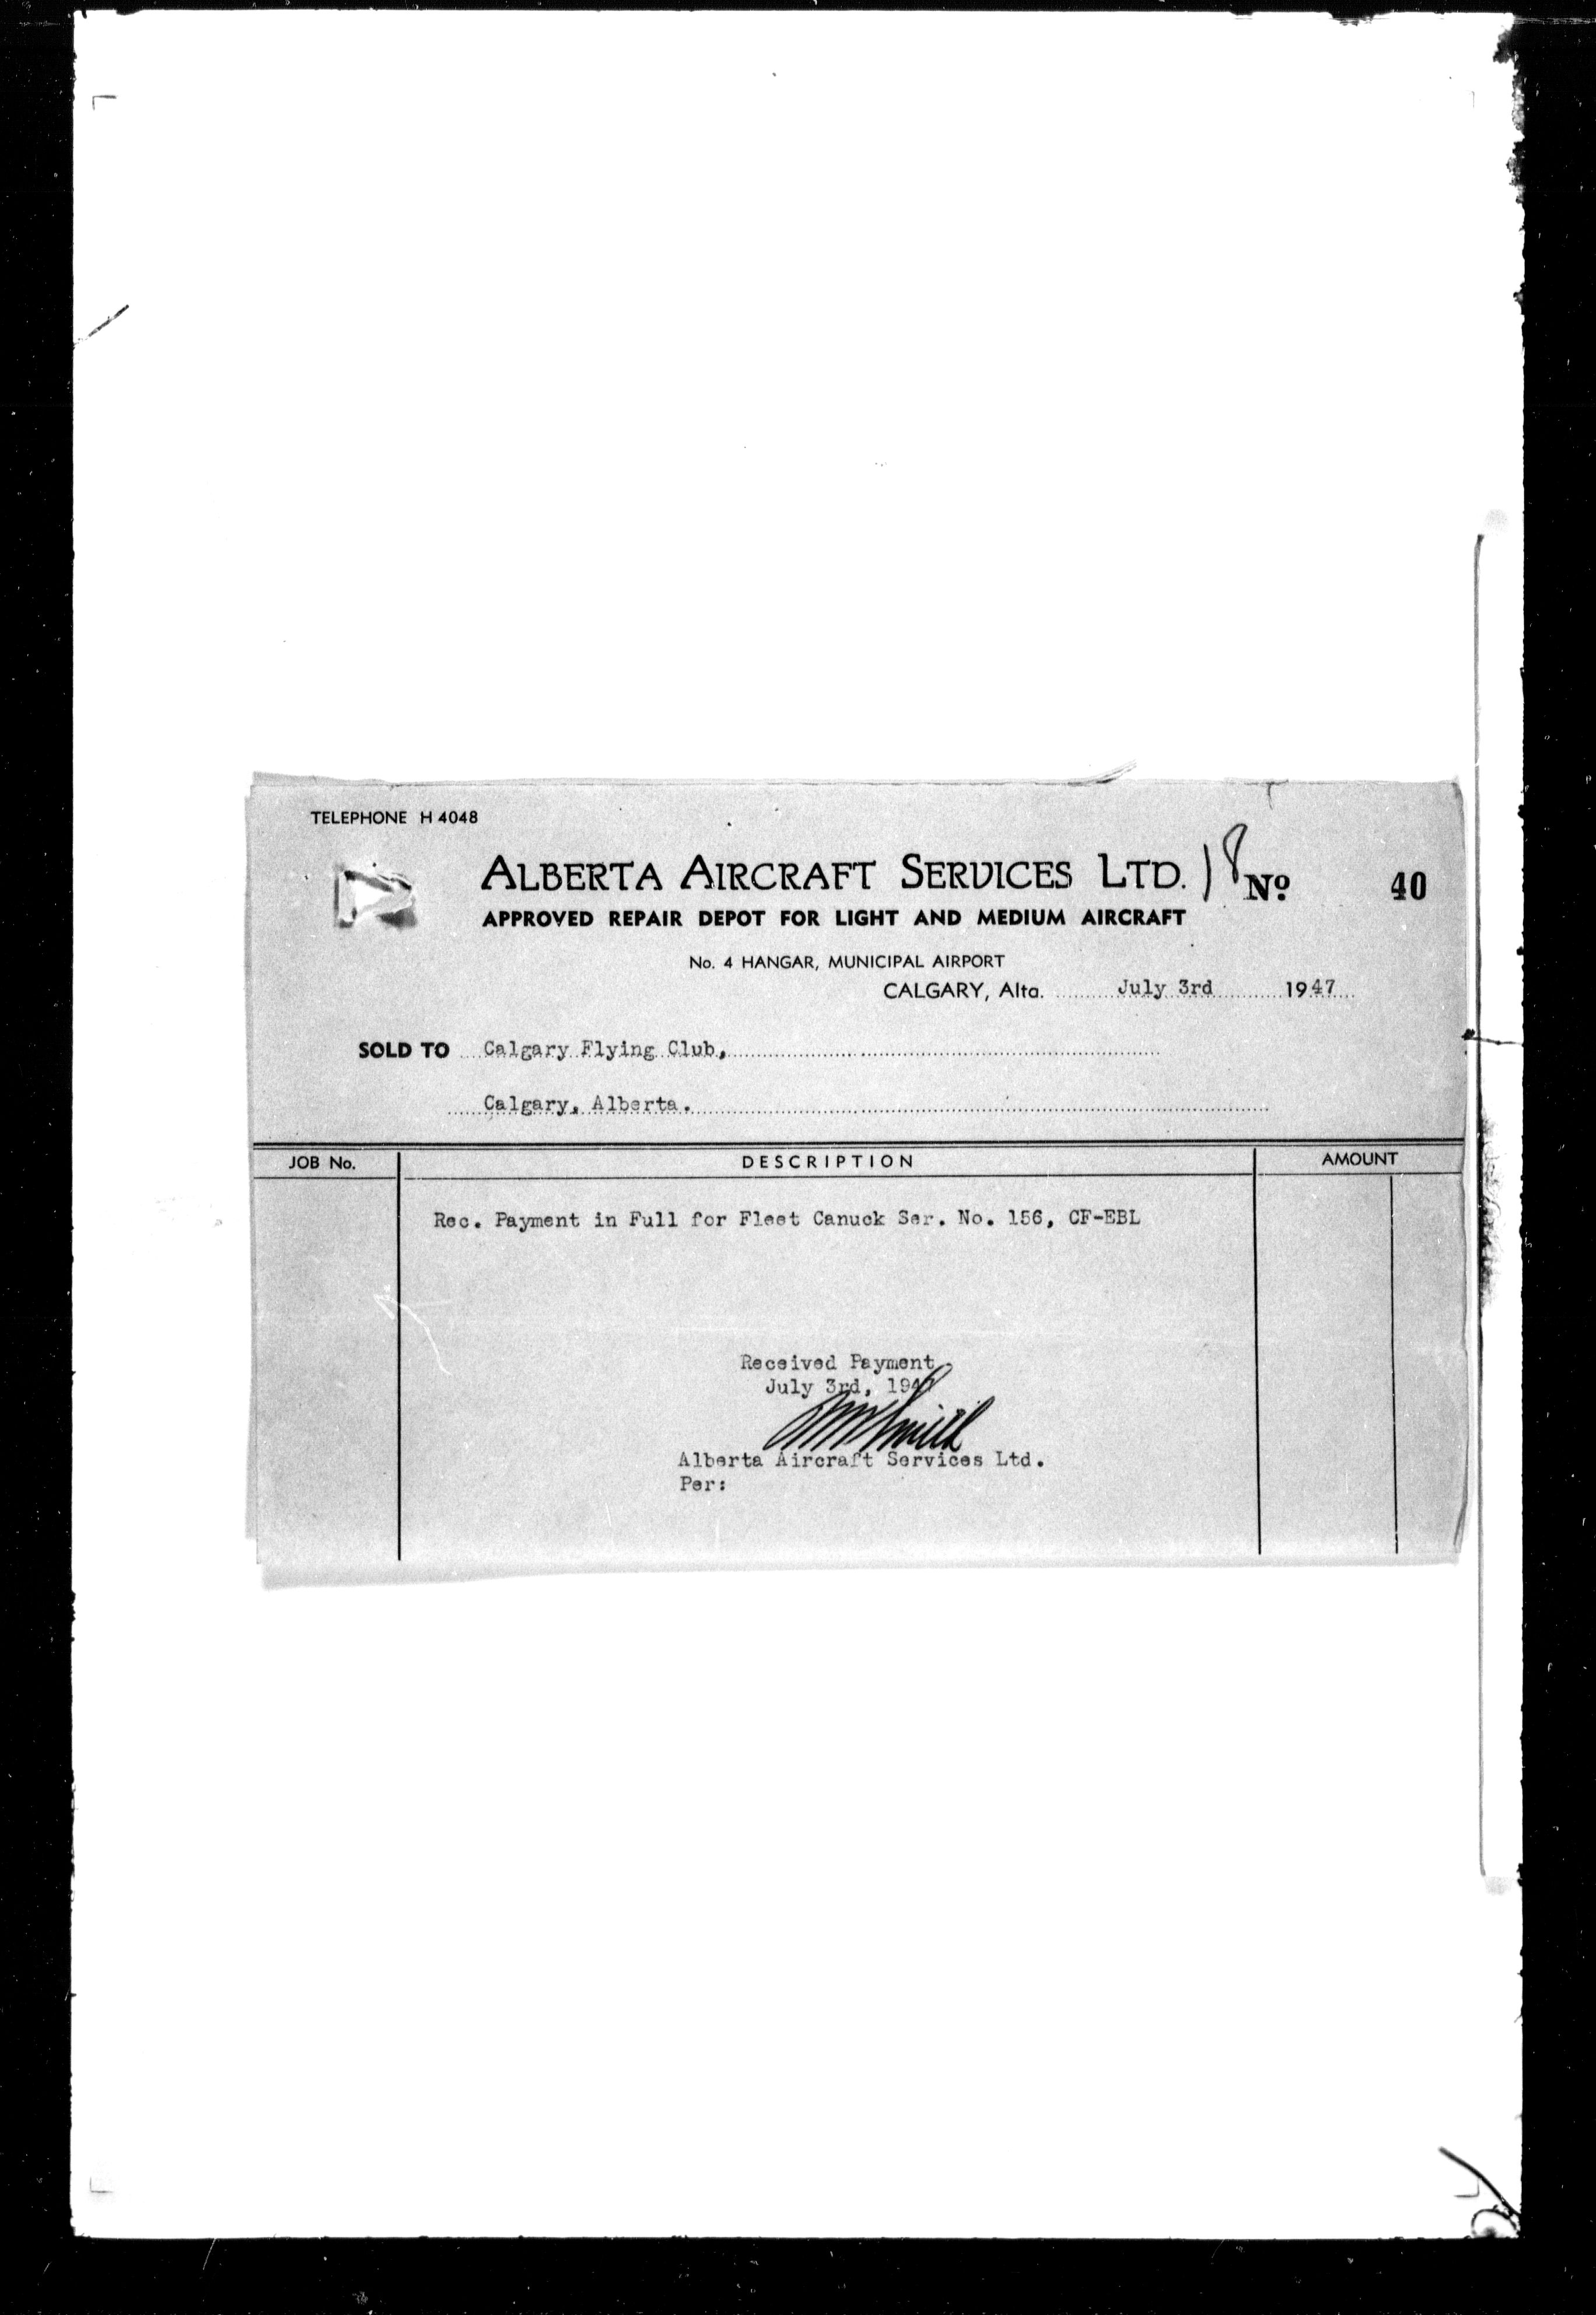 TELEPHONE H 4048
ALBERTA AIRCRAFT SERVICES LTD. 18 No 40
APPROVED REPAIR DEPOT FOR LIGHT AND MEDIUM AIRCRAFT
No. 4 HANGAR, MUNICIPAL AIRPORT
CALGARY, Alta. July 3rd 1947
SOLD TO Calgary Flying Club,
Calgary, Alberta.
JOB No. DESCRIPTION AMOUNT
Rec. Payment in Full for Fleet Canuck Ser. No. 156, CF-EBL
Received Payment
July 3rd, 1947
Smith
Alberta Aircraft Services Ltd.
Per: